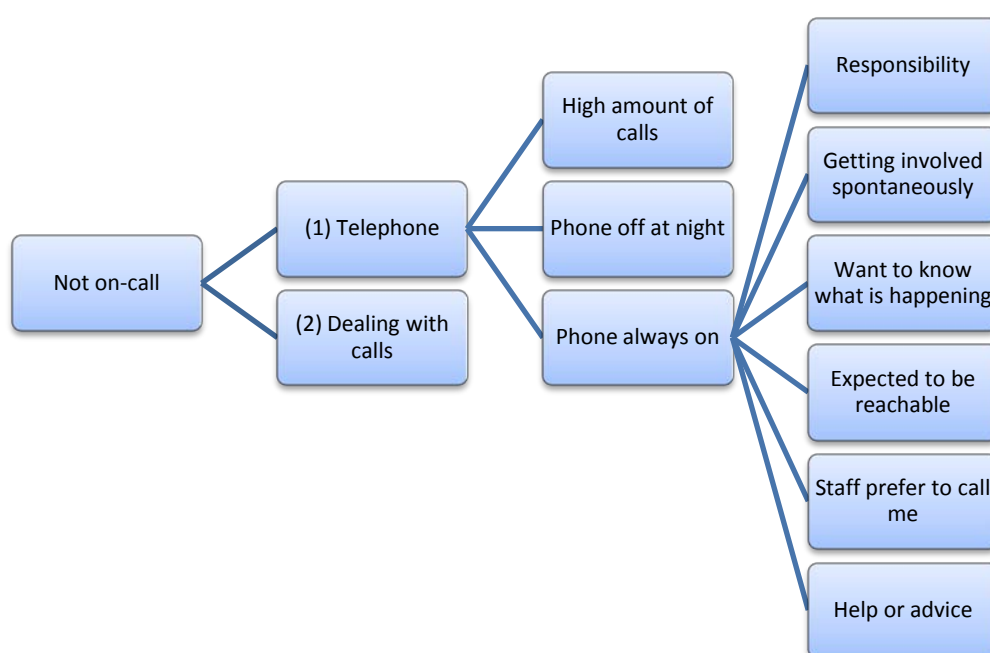 Not on-call
(1) Telephone
(2) Dealing with
calls
High amount of
calls
Phone off at night
Phone always on
Responsibility
Getting involved
spontaneously
Want to know
what is happening
Expected to be
reachable
Staff prefer to call
me
Help or advice